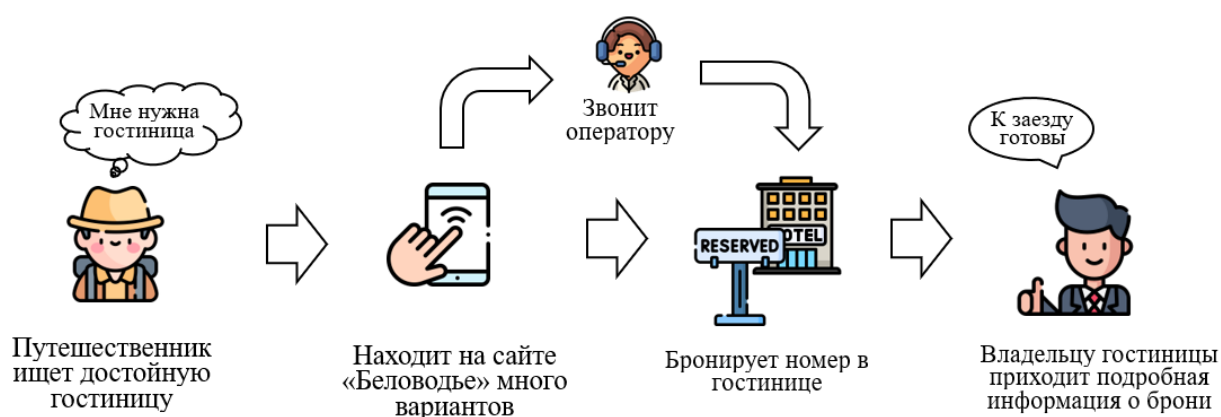 Мне нужна
гостиница
Звонит
оператору
К заезду
готовы
RESERVED
HOTEL
Путешественник
ищет достойную
гостиницу
Находит на сайте
«Беловодье» много
вариантов
Бронирует номер в
гостинице
Владельцу гостиницы
приходит подробная
информация о брони